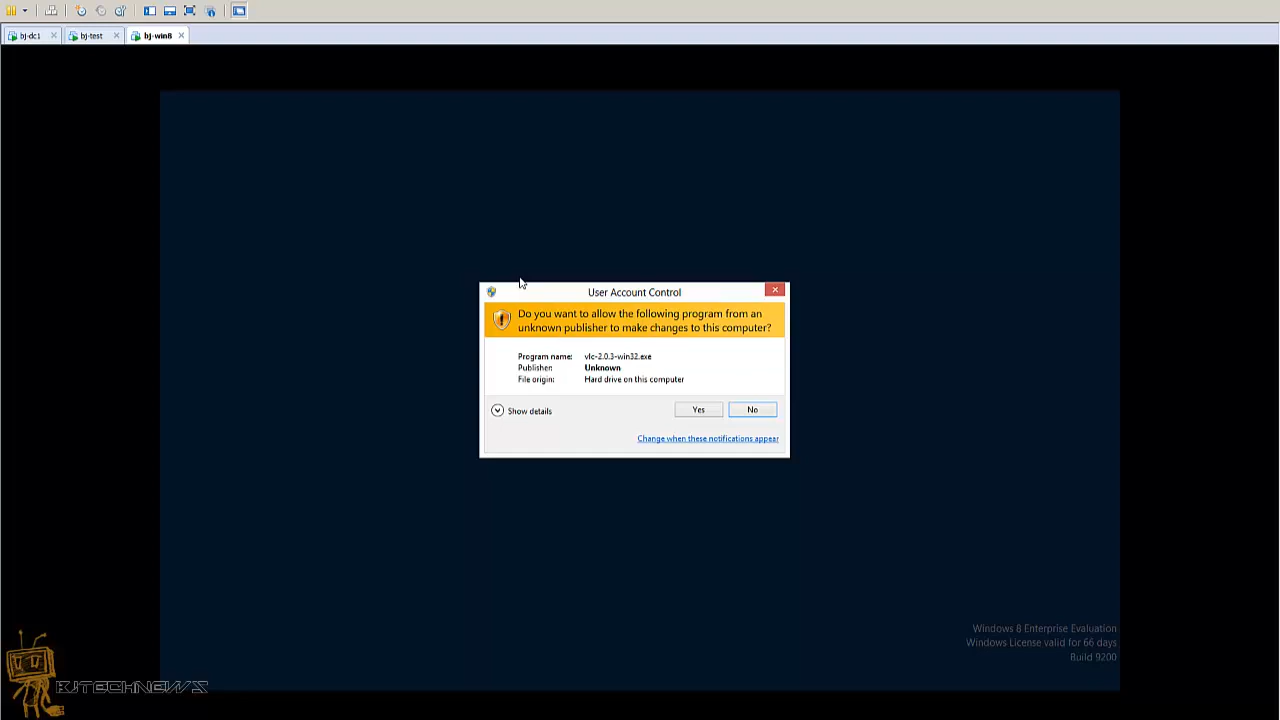 bj-dc1
bj-test
bj-win8
User Account Control
Do you want to allow the following program from an
unknown publisher to make changes to this computer?
Program name: vlc-2.0.3-win32.exe
Publisher: Unknown
File origin: Hard drive on this computer
Show details
Yes
No
Change when these notifications appear
Windows 8 Enterprise Evaluation
Windows License valid for 66 days
Build 9200
BJTECHNEWS